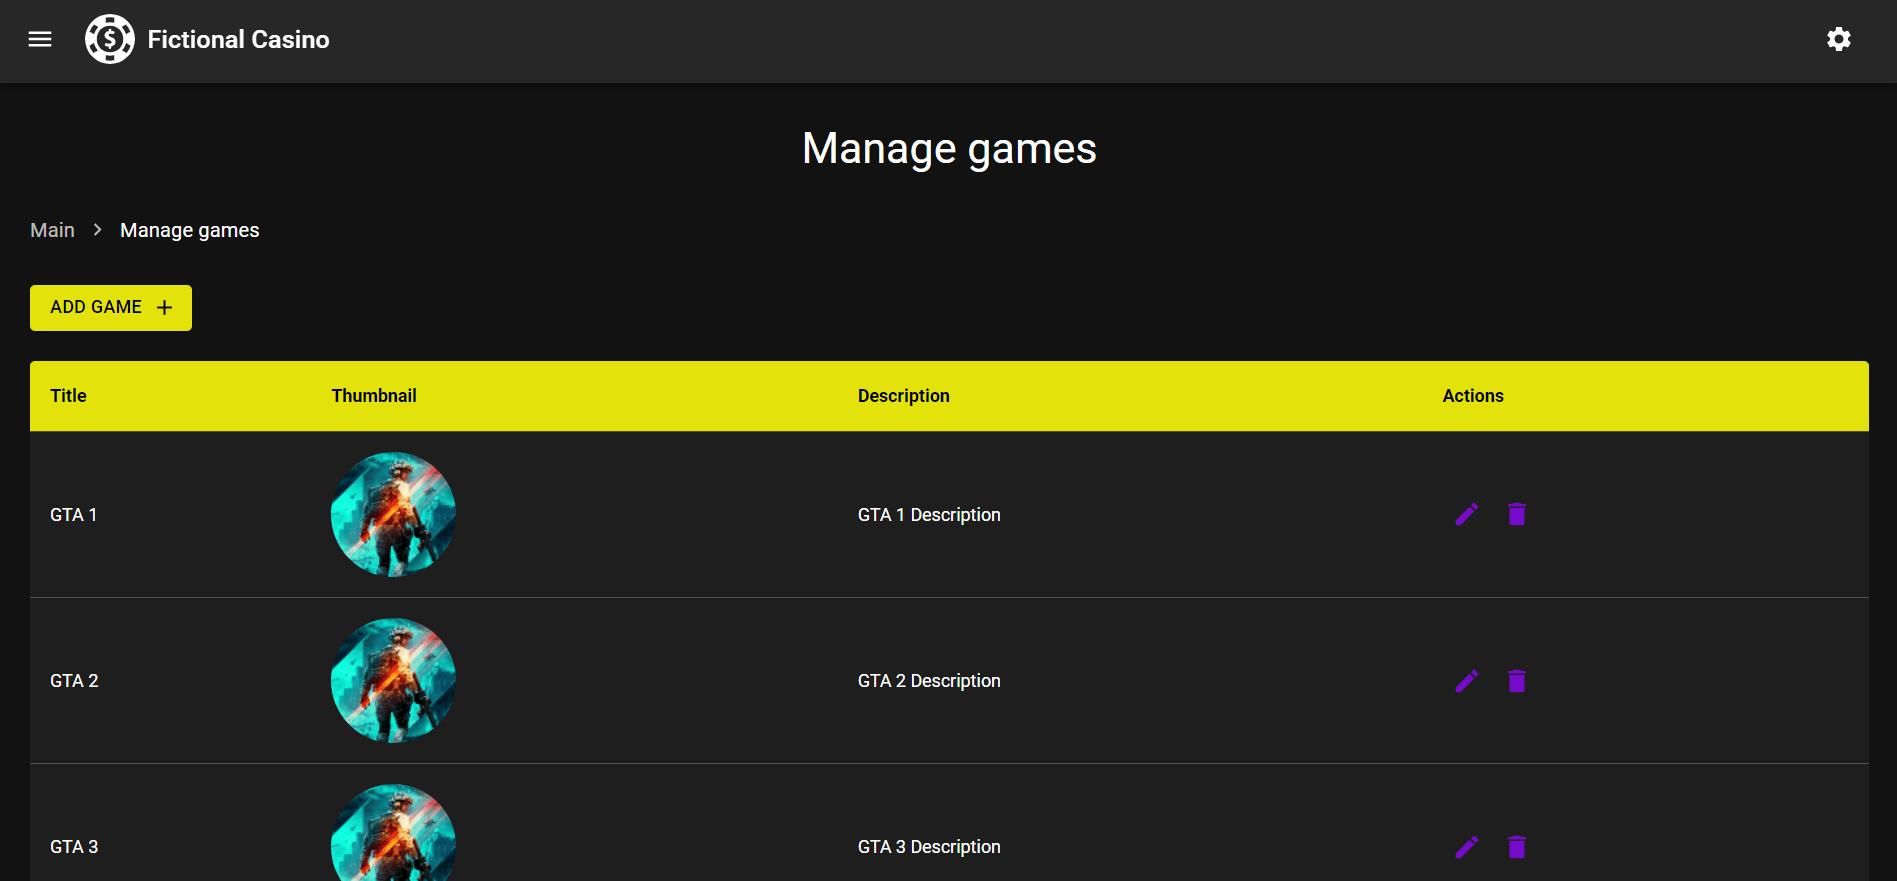 Fictional Casino
Manage games
Main > Manage games
ADD GAME +
Title Thumbnail Description Actions
GTA 1 GTA 1 Description
GTA 2 GTA 2 Description
GTA 3 GTA 3 Description